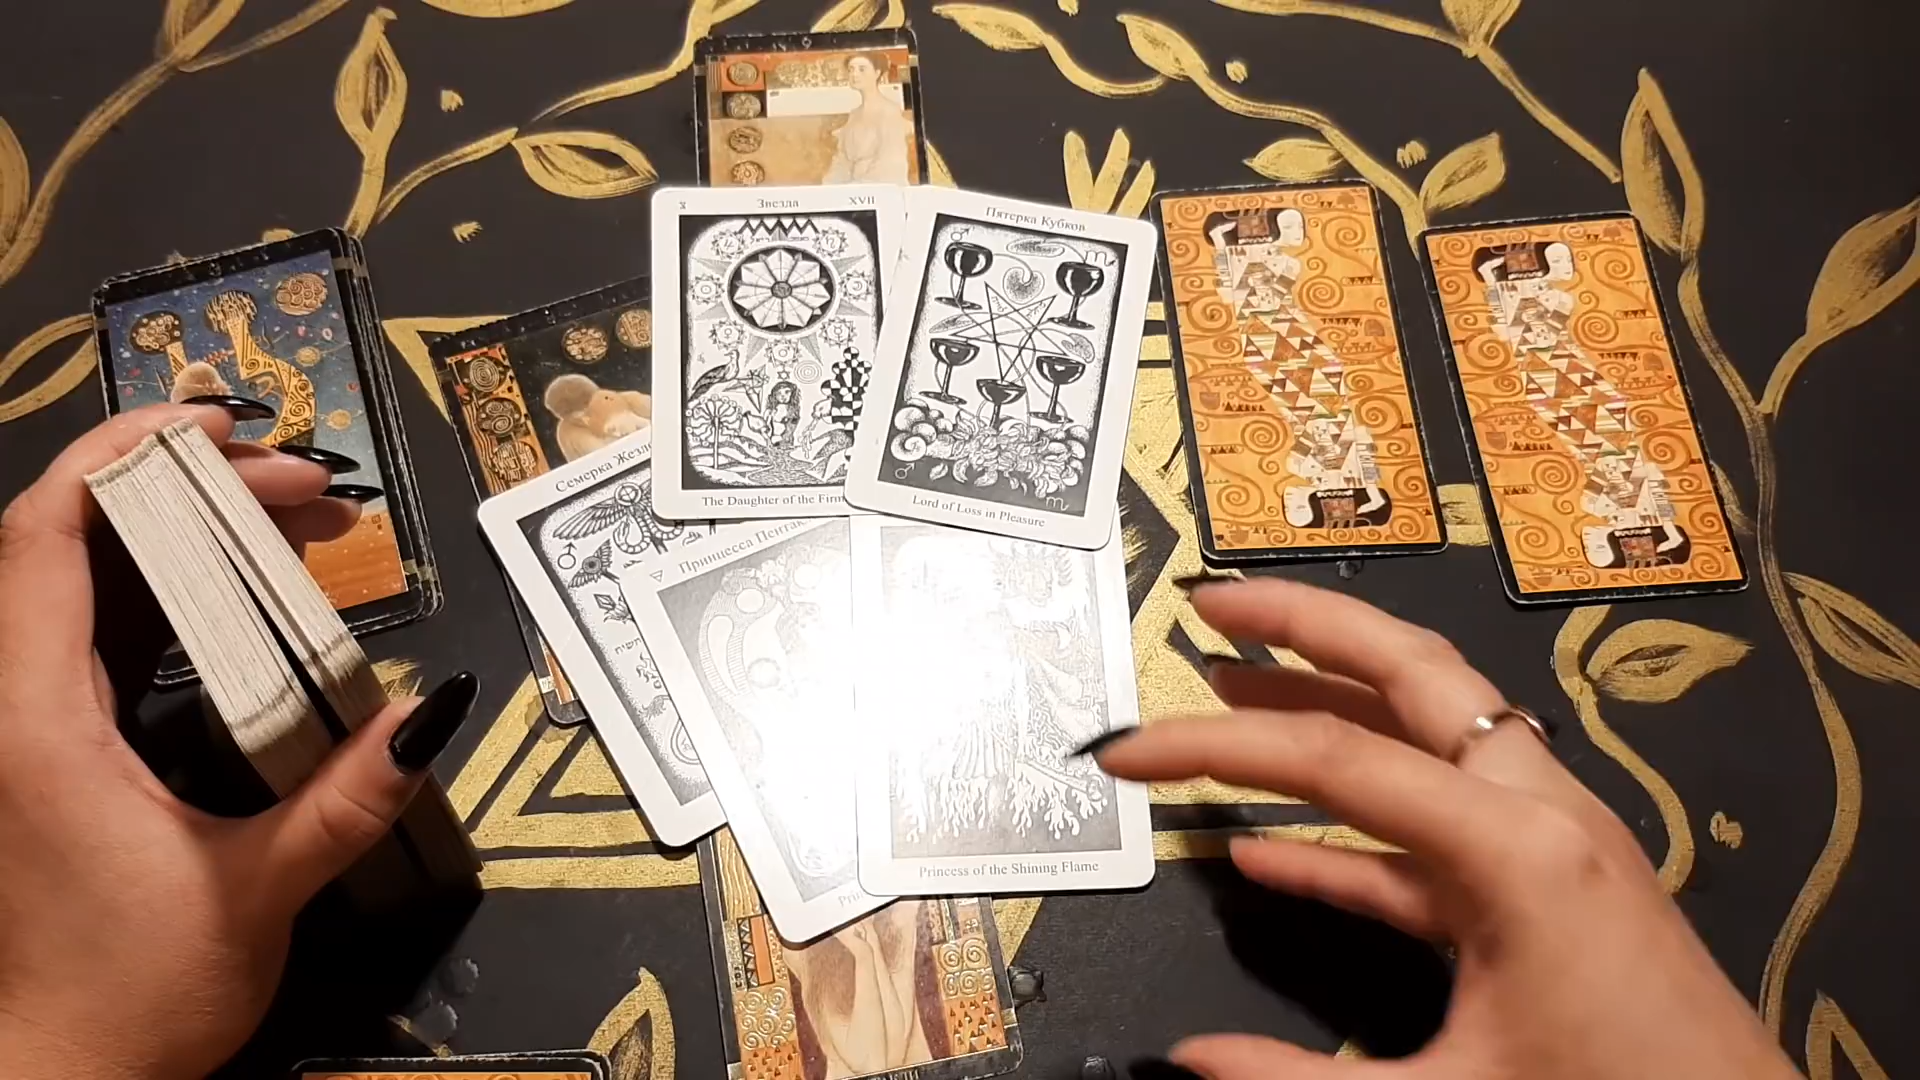 Звезда XVII
The Daughter of the Firm
Пятерка Кубков
Lord of Loss in Pleasure
Семерка Жезл
Принцесса Пентак
Prin
Princess of the Shining Flame